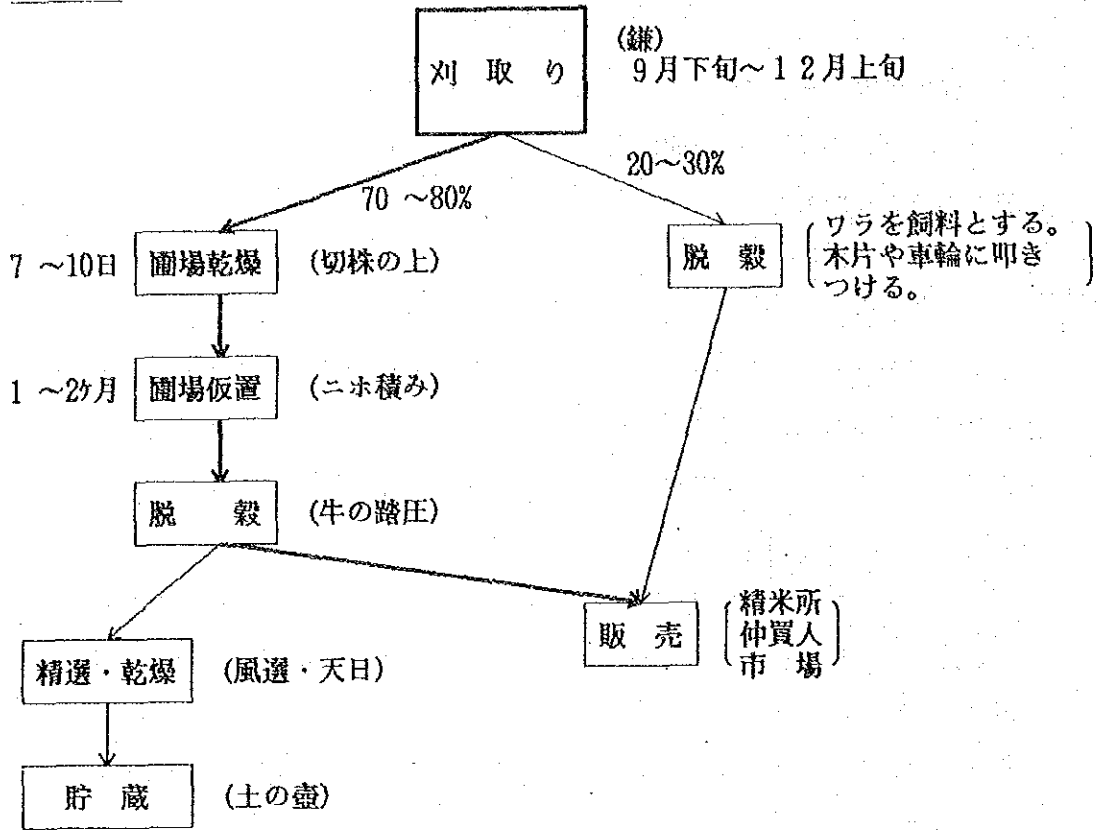 刈 取 り
(鎌)
9月下旬~12月上旬
70 ~80%
20~30%
7 ~10日
圃場乾燥
(切株の上)
脱 穀
ワラを飼料とする。
木片や車輪に叩き
つける。
1 ~2ケ月
圃場仮置
(ニホ積み)
脱 穀
(牛の踏圧)
販 売
精米所
仲買人
市 場
精選・乾燥
(風選・天日)
貯 蔵
(土の壺)